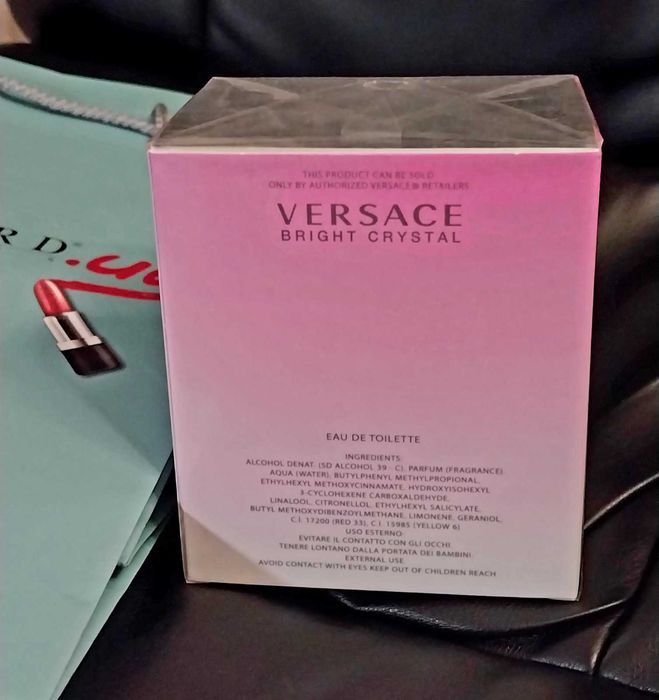 THIS PRODUCT CAN BE SOLD
ONLY BY AUTHORIZED VERSACE® RETAILERS
VERSACE
BRIGHT CRYSTAL
EAU DE TOILETTE
INGREDIENTS:
ALCOHOL DENAT. (SD ALCOHOL 39 - C), PARFUM (FRAGRANCE),
AQUA (WATER), BUTYLPHENYL METHYLPROPIONAL,
ETHYLHEXYL METHOXYCINNAMATE, HYDROXYISOHEXYL
3-CYCLOHEXENE CARBOXALDEHYDE,
LINALOOL, CITRONELLOL, ETHYLHEXYL SALICYLATE,
BUTYL METHOXYDIBENZOYLMETHANE, LIMONENE, GERANIOL,
C.I. 17200 (RED 33), C.I. 15985 (YELLOW 6)
USO ESTERNO
EVITARE IL CONTATTO CON GLI OCCHI
TENERE LONTANO DALLA PORTATA DEI BAMBINI.
EXTERNAL USE
AVOID CONTACT WITH EYES KEEP OUT OF CHILDREN REACH
R D